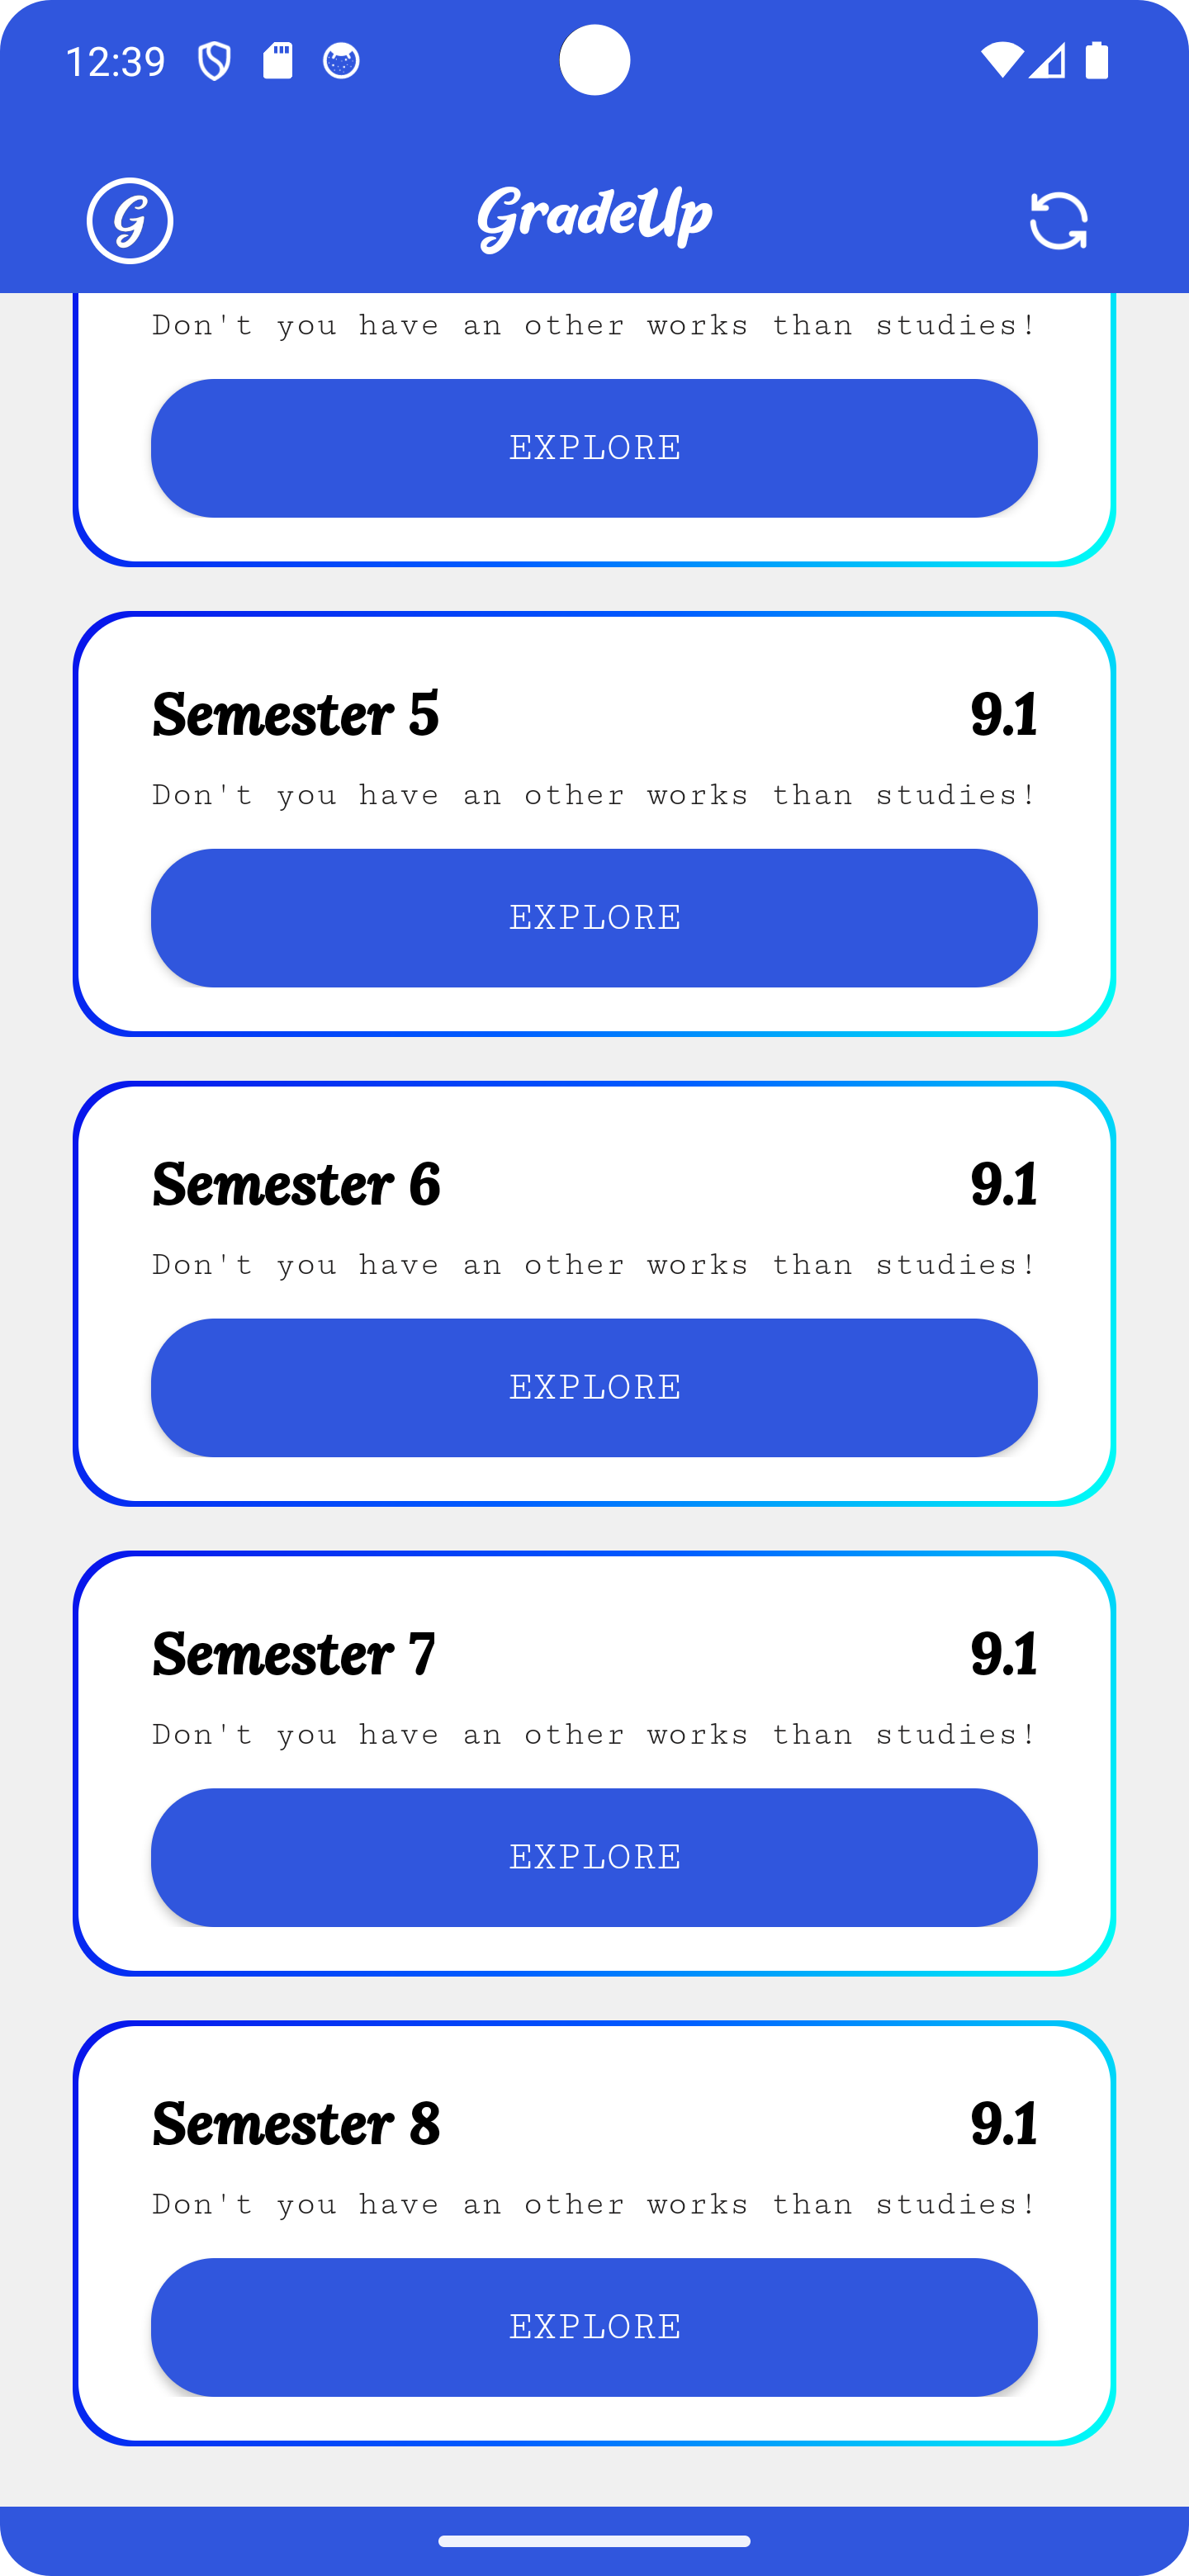 12:39
G
GradeUp
Don't you have an other works than studies!
EXPLORE
Semester 5 9.1
Don't you have an other works than studies!
EXPLORE
Semester 6 9.1
Don't you have an other works than studies!
EXPLORE
Semester 7 9.1
Don't you have an other works than studies!
EXPLORE
Semester 8 9.1
Don't you have an other works than studies!
EXPLORE